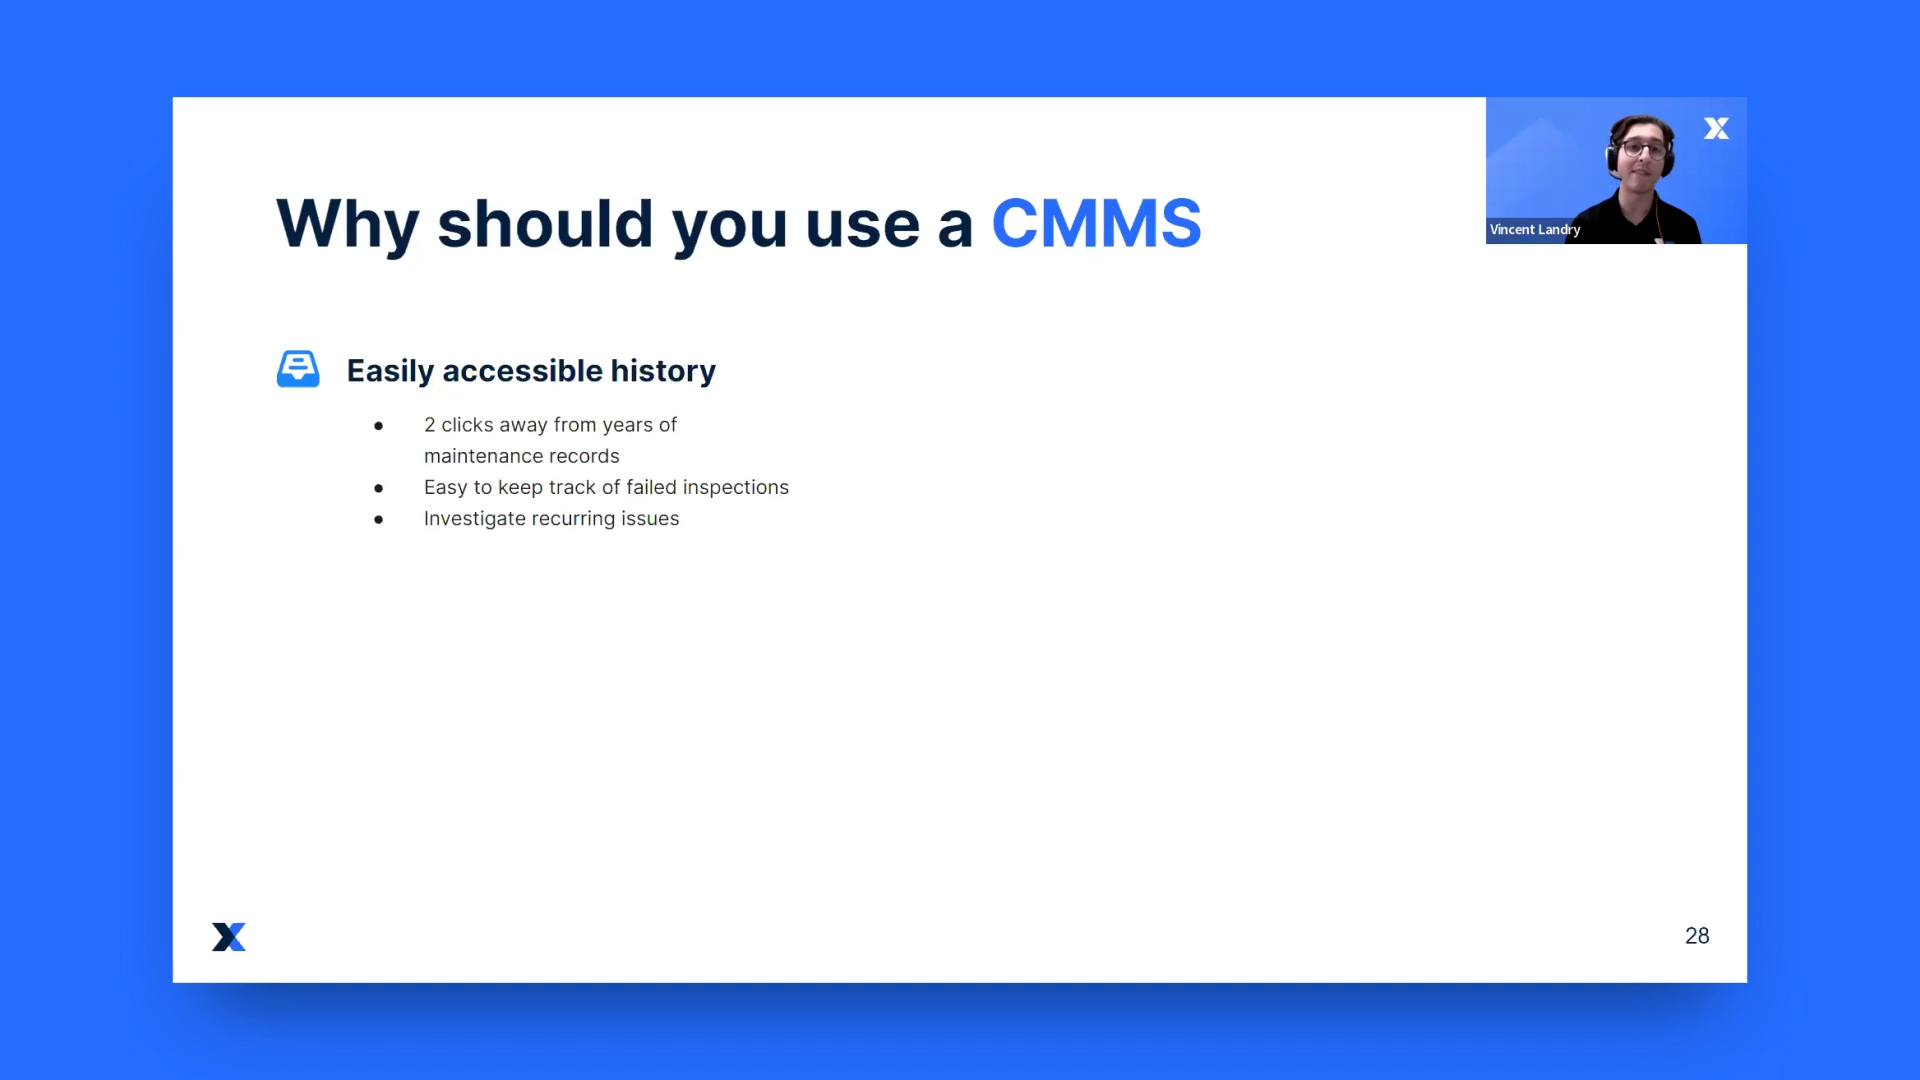 Why should you use a CMMS
Vincent Landry
Easily accessible history
● 2 clicks away from years of
maintenance records
● Easy to keep track of failed inspections
● Investigate recurring issues
28